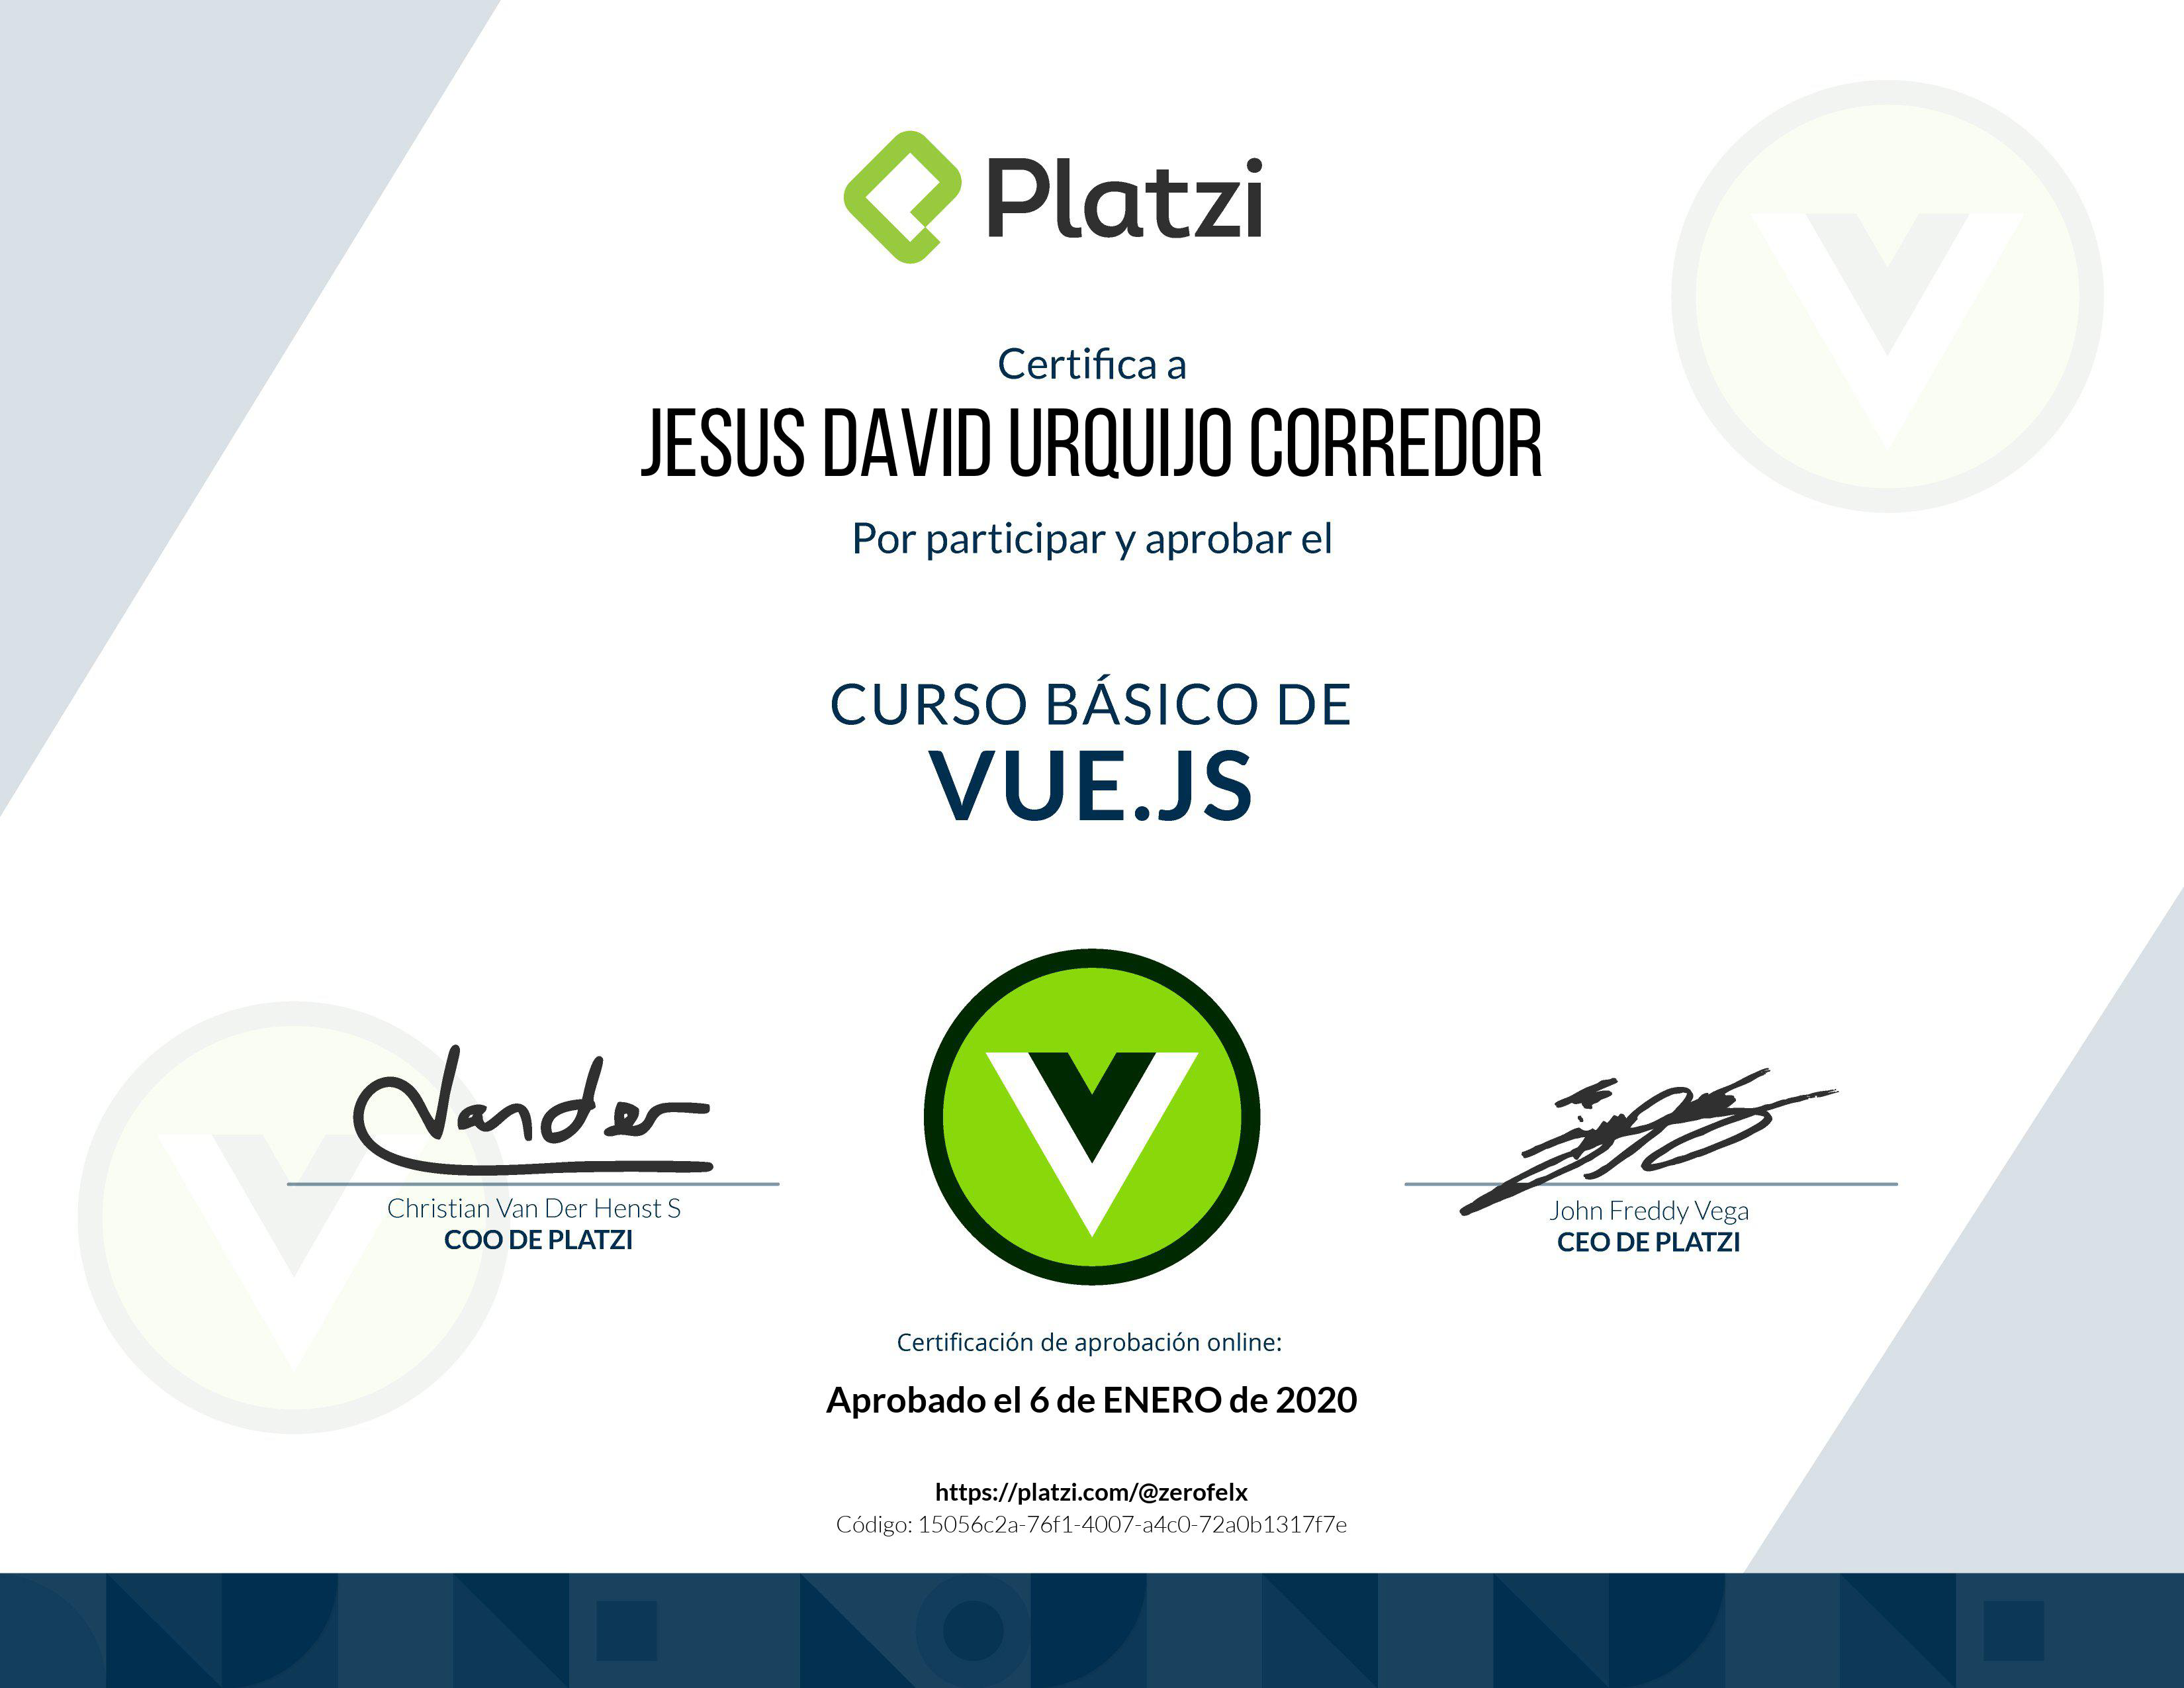 Platzi
Certifica a
JESUS DAVID URQUIJO CORREDOR
Por participar y aprobar el
CURSO BÁSICO DE
VUE.JS
Vander
Christian Van Der Henst S
COO DE PLATZI
John Freddy Vega
CEO DE PLATZI
Certificación de aprobación online:
Aprobado el 6 de ENERO de 2020
https://platzi.com/@zerofelx
Código: 15056c2a-76f1-4007-a4c0-72a0b1317f7e